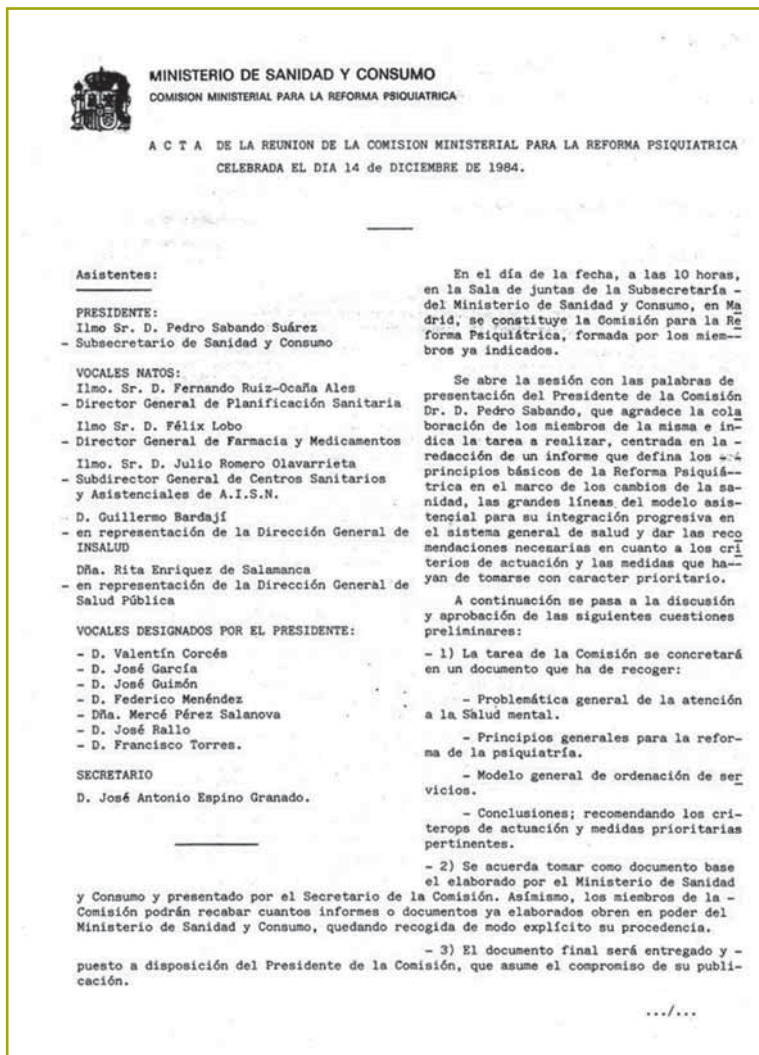 MINISTERIO DE SANIDAD Y CONSUMO
COMISION MINISTERIAL PARA LA REFORMA PSIQUIATRICA
A C T A DE LA REUNION DE LA COMISION MINISTERIAL PARA LA REFORMA PSIQUIATRICA
CELEBRADA EL DIA 14 de DICIEMBRE DE 1984.
Asistentes:
PRESIDENTE:
Ilmo Sr. D. Pedro Sabando Suárez
- Subsecretario de Sanidad y Consumo
VOCALES NATOS:
Ilmo. Sr. D. Fernando Ruiz-Ocaña Ales
- Director General de Planificación Sanitaria
Ilmo Sr. D. Félix Lobo
- Director General de Farmacia y Medicamentos
Ilmo. Sr. D. Julio Romero Olavarrieta
- Subdirector General de Centros Sanitarios
y Asistenciales de A.I.S.N.
D. Guillermo Bardají
- en representación de la Dirección General de
INSALUD
Dña. Rita Enriquez de Salamanca
- en representación de la Dirección General de
Salud Pública
VOCALES DESIGNADOS POR EL PRESIDENTE:
- D. Valentín Corcés
- D. José García
- D. José Guimón
- D. Federico Menéndez
- Dña. Mercé Pérez Salanova
- D. José Rallo
- D. Francisco Torres.
SECRETARIO
D. José Antonio Espino Granado.
En el día de la fecha, a las 10 horas,
en la Sala de juntas de la Subsecretaría -
del Ministerio de Sanidad y Consumo, en Ma
drid, se constituye la Comisión para la Re
forma Psiquiátrica, formada por los miem--
bros ya indicados.
Se abre la sesión con las palabras de
presentación del Presidente de la Comisión
Dr. D. Pedro Sabando, que agradece la cola
boración de los miembros de la misma e in-
dica la tarea a realizar, centrada en la -
redacción de un informe que defina los
principios básicos de la Reforma Psiquiá--
trica en el marco de los cambios de la sa-
nidad, las grandes líneas del modelo asis-
tencial para su integración progresiva en
el sistema general de salud y dar las reco
mendaciones necesarias en cuanto a los cri
terios de actuación y las medidas que ha--
yan de tomarse con caracter prioritario.
A continuación se pasa a la discusión
y aprobación de las siguientes cuestiones
preliminares:
- 1) La tarea de la Comisión se concretará
en un documento que ha de recoger:
- Problemática general de la atención
a la Salud mental.
- Principios generales para la refor-
ma de la psiquiatría.
- Modelo general de ordenación de ser
vicios.
- Conclusiones; recomendando los cri-
terops de actuación y medidas prioritarias
pertinentes.
- 2) Se acuerda tomar como documento base
el elaborado por el Ministerio de Sanidad
y Consumo y presentado por el Secretario de la Comisión. Asímismo, los miembros de la -
Comisión podrán recabar cuantos informes o documentos ya elaborados obren en poder del
Ministerio de Sanidad y Consumo, quedando recogida de modo explícito su procedencia.
- 3) El documento final será entregado y -
puesto a disposición del Presidente de la Comisión, que asume el compromiso de su publi-
cación.
.../...